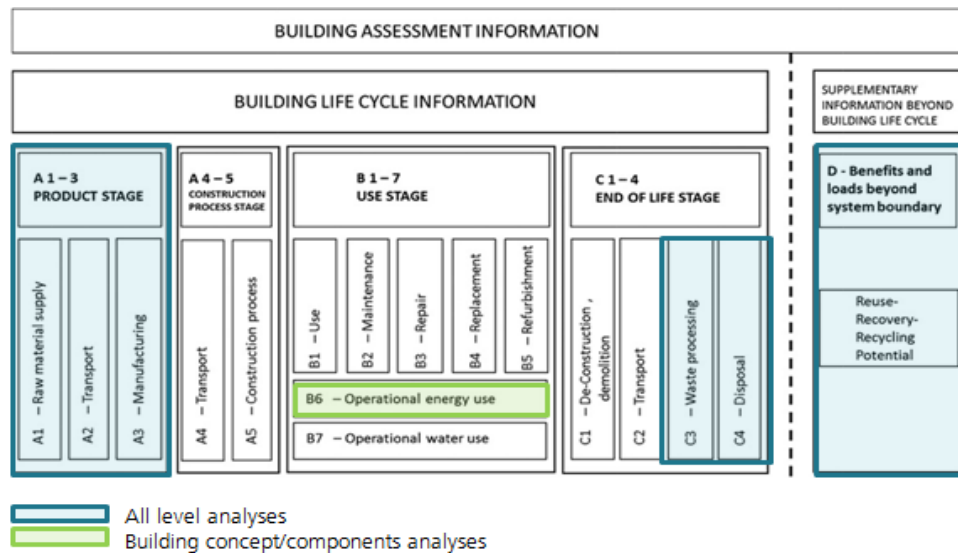 BUILDING ASSESSMENT INFORMATION
BUILDING LIFE CYCLE INFORMATION
SUPPLEMENTARY
INFORMATION BEYOND
BUILDING LIFE CYCLE
A 1 – 3
PRODUCT STAGE
A 4 – 5
CONSTRUCTION
PROCESS STAGE
B 1 – 7
USE STAGE
C 1 – 4
END OF LIFE STAGE
D - Benefits and
loads beyond
system boundary
A1 – Raw material supply
A2 – Transport
A3 – Manufacturing
A4 – Transport
A5 – Construction process
B1 – Use
B2 – Maintenance
B3 – Repair
B4 – Replacement
B5 – Refurbishment
B6 – Operational energy use
B7 – Operational water use
C1 – De-Construction ,
demolition
C2 – Transport
C3 – Waste processing
C4 – Disposal
Reuse-
Recovery-
Recycling
Potential
All level analyses
Building concept/components analyses